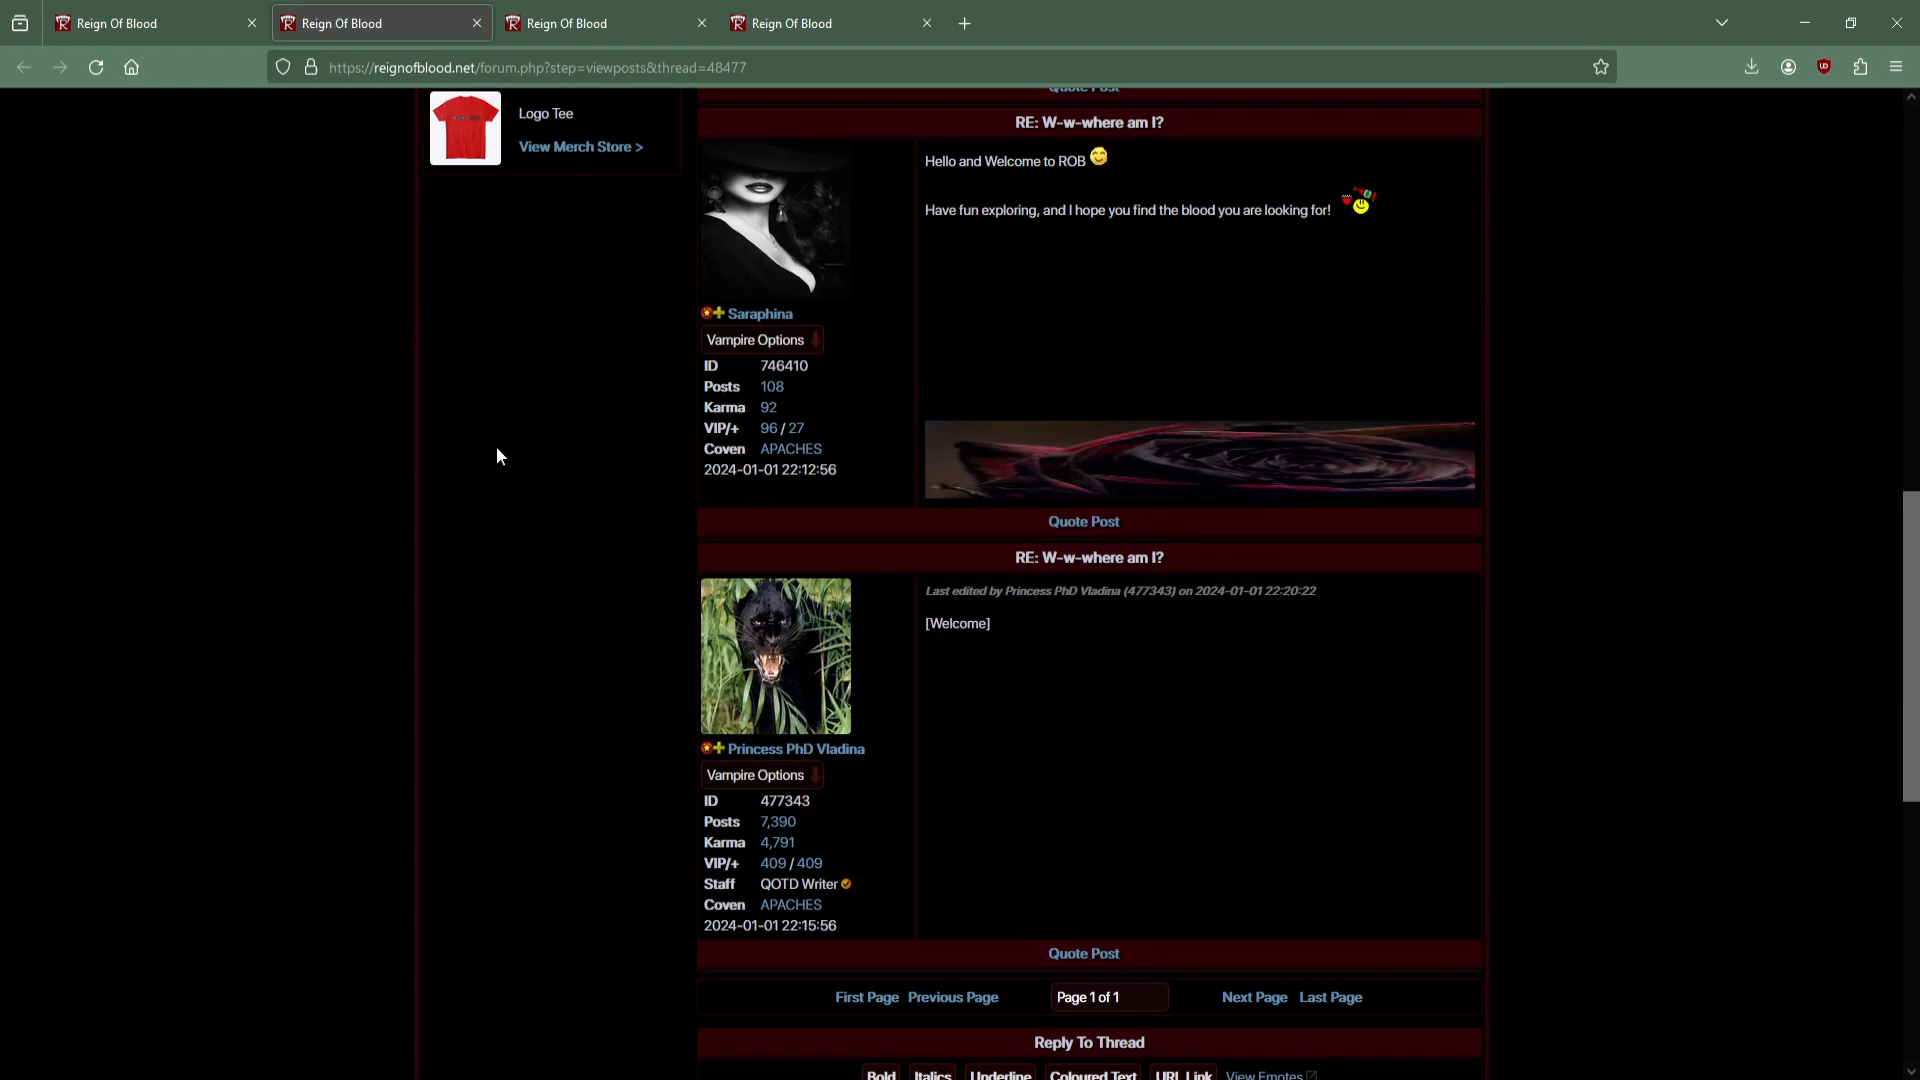 Reign Of Blood
Reign Of Blood
Reign Of Blood
Reign Of Blood
https://reignofblood.net/forum.php?step=viewposts&thread=48477
Logo Tee
View Merch Store >
Quote Post
RE: W-w-where am I?
Hello and Welcome to ROB
Have fun exploring, and I hope you find the blood you are looking for!
Saraphina
Vampire Options
ID 746410
Posts 108
Karma 92
VIP/+ 96 / 27
Coven APACHES
2024-01-01 22:12:56
Quote Post
RE: W-w-where am I?
Last edited by Princess PhD Vladina (477343) on 2024-01-01 22:20:22
[Welcome]
Princess PhD Vladina
Vampire Options
ID 477343
Posts 7,390
Karma 4,791
VIP/+ 409 / 409
Staff QOTD Writer
Coven APACHES
2024-01-01 22:15:56
Quote Post
First Page Previous Page Page 1 of 1 Next Page Last Page
Reply To Thread
Bold Italics Underline Coloured Text URL Link View Emotes